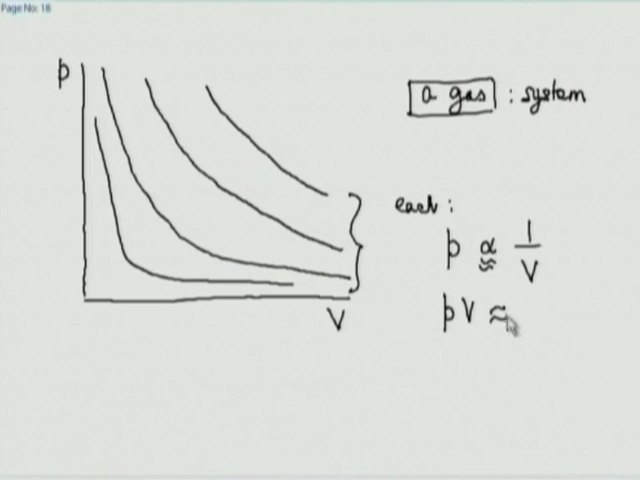 Page No: 18
p
a gas : system
each :
p ∝ 1/V
V
pV ≈